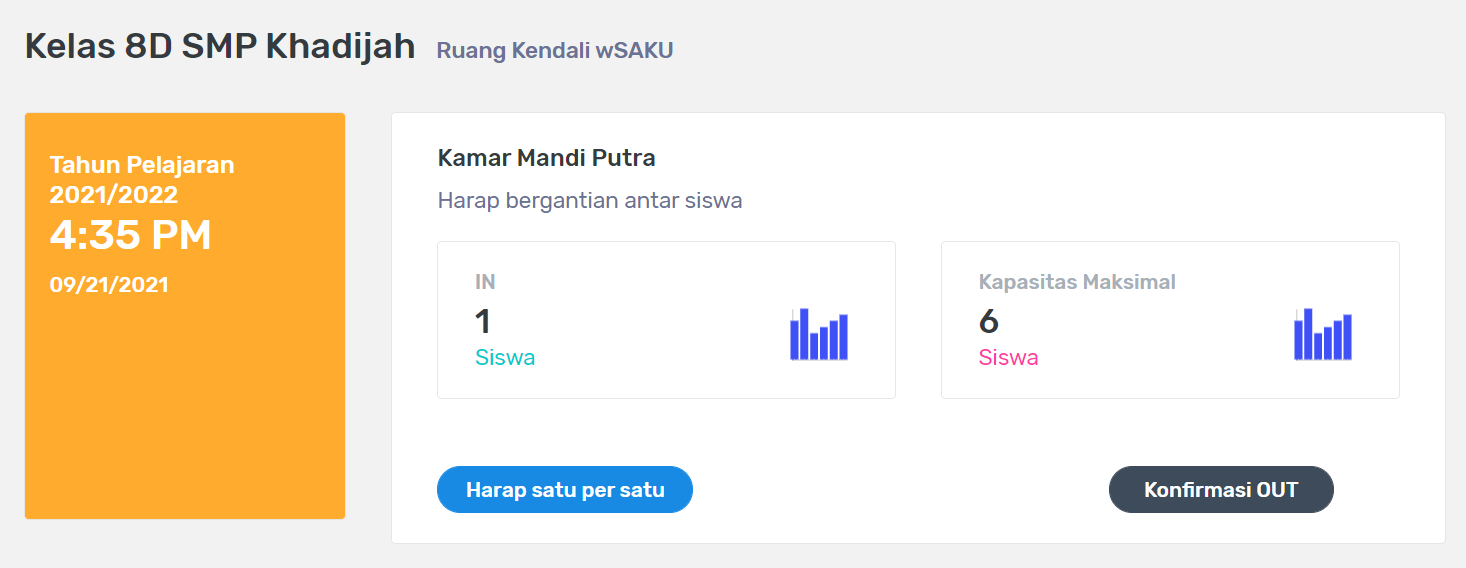 Kelas 8D SMP Khadijah Ruang Kendali wSAKU
Tahun Pelajaran
2021/2022
4:35 PM
09/21/2021
Kamar Mandi Putra
Harap bergantian antar siswa
IN
1
Siswa
Kapasitas Maksimal
6
Siswa
Harap satu per satu
Konfirmasi OUT